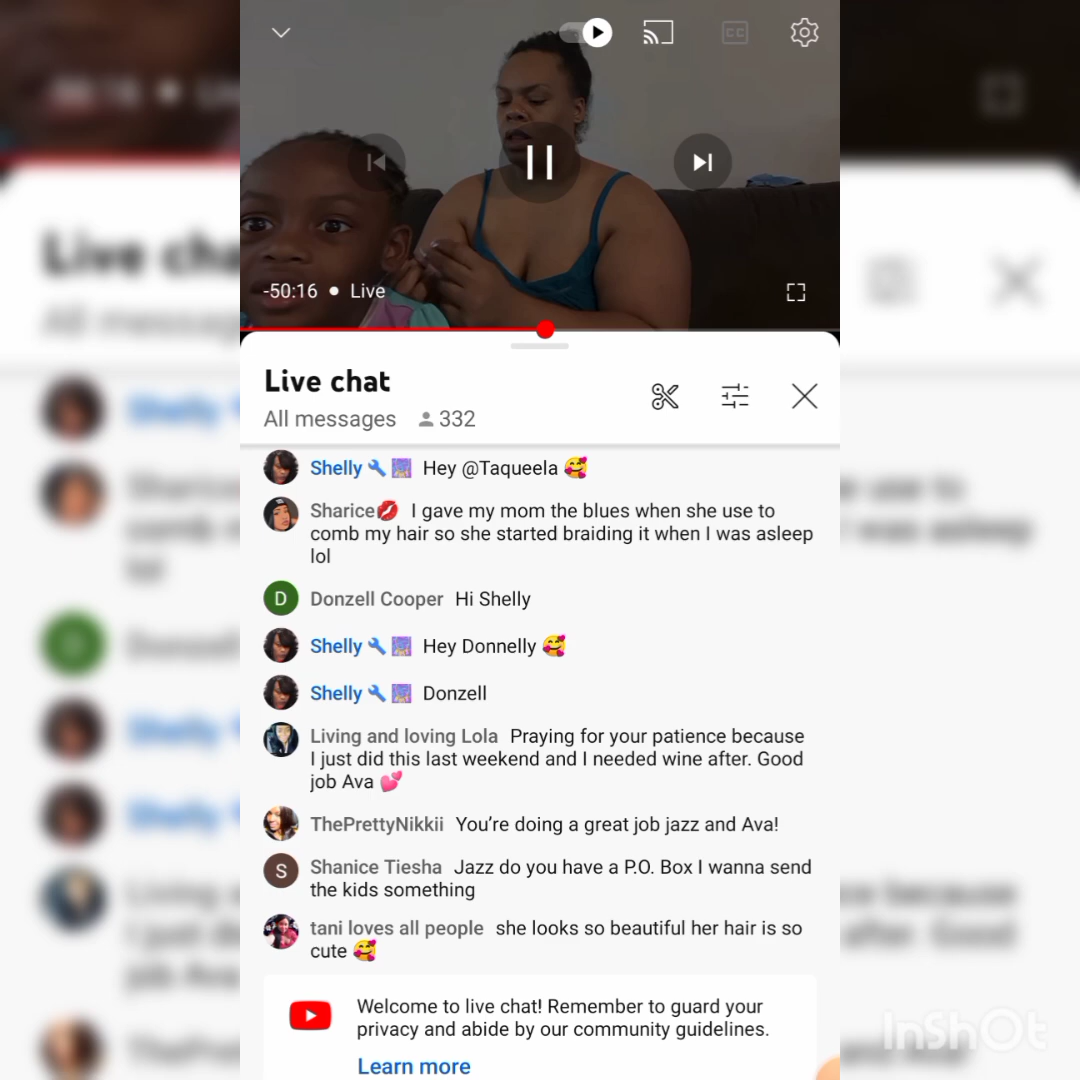 CC
-50:16 • Live
Live chat
All messages 332
Shelly Hey @Taqueela 🥰
Sharice💋 I gave my mom the blues when she use to
comb my hair so she started braiding it when I was asleep
lol
D Donzell Cooper Hi Shelly
Shelly Hey Donnelly 🥰
Shelly Donzell
Living and loving Lola Praying for your patience because
I just did this last weekend and I needed wine after. Good
job Ava 💕
ThePrettyNikkii You’re doing a great job jazz and Ava!
S Shanice Tiesha Jazz do you have a P.O. Box I wanna send
the kids something
tani loves all people she looks so beautiful her hair is so
cute 🥰
Welcome to live chat! Remember to guard your
privacy and abide by our community guidelines.
Learn more
InShOt